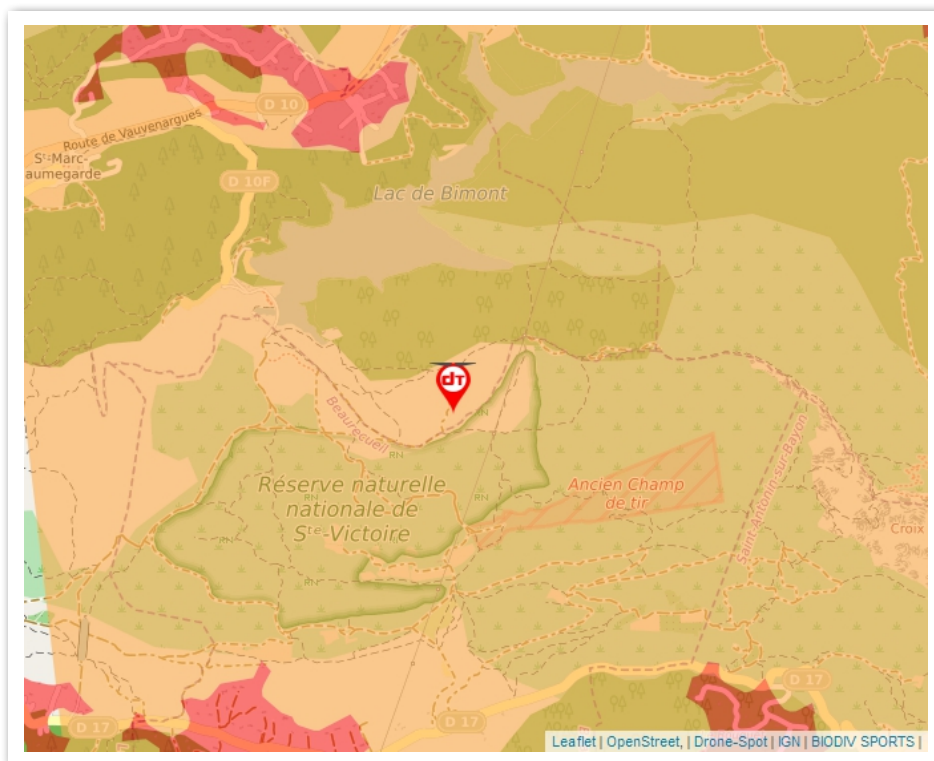 D 10
Route de Vauvenargues
St-Marc-
aumegarde
D 10F
Lac de Bimont
dT
RN
Beaurecueil
RN
Réserve naturelle
nationale de
Ste-Victoire
RN
RN
RN
RN
Ancien Champ
de tir
Saint-Antonin-sur-Bayon
Croix
D 17
D 17
D 17
Leaflet | OpenStreet, | Drone-Spot | IGN | BIODIV SPORTS |